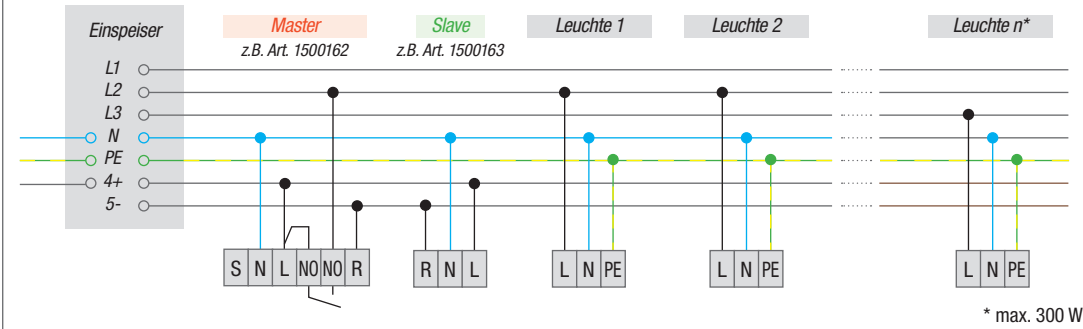 Einspeiser Master Slave Leuchte 1 Leuchte 2 Leuchte n*
z.B. Art. 1500162 z.B. Art. 1500163
L1
L2
L3
N
PE
4+
5-
S N L NO NO R R N L L N PE L N PE L N PE
* max. 300 W